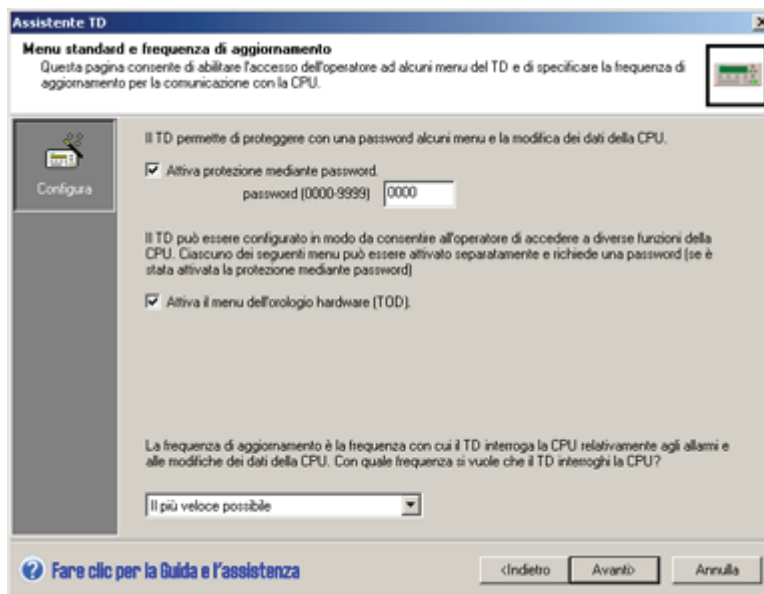 Assistente TD
Menu standard e frequenza di aggiornamento
Questa pagina consente di abilitare l'accesso dell'operatore ad alcuni menu del TD e di specificare la frequenza di
aggiornamento per la comunicazione con la CPU.
Configura
Il TD permette di proteggere con una password alcuni menu e la modifica dei dati della CPU.
Attiva protezione mediante password.
password (0000-9999) 0000
Il TD può essere configurato in modo da consentire all'operatore di accedere a diverse funzioni della
CPU. Ciascuno dei seguenti menu può essere attivato separatamente e richiede una password (se è
stata attivata la protezione mediante password)
Attiva il menu dell'orologio hardware (TOD).
La frequenza di aggiornamento è la frequenza con cui il TD interroga la CPU relativamente agli allarmi e
alle modifiche dei dati della CPU. Con quale frequenza si vuole che il TD interroghi la CPU?
Il più veloce possibile
Fare clic per la Guida e l'assistenza
<Indietro Avanti> Annulla